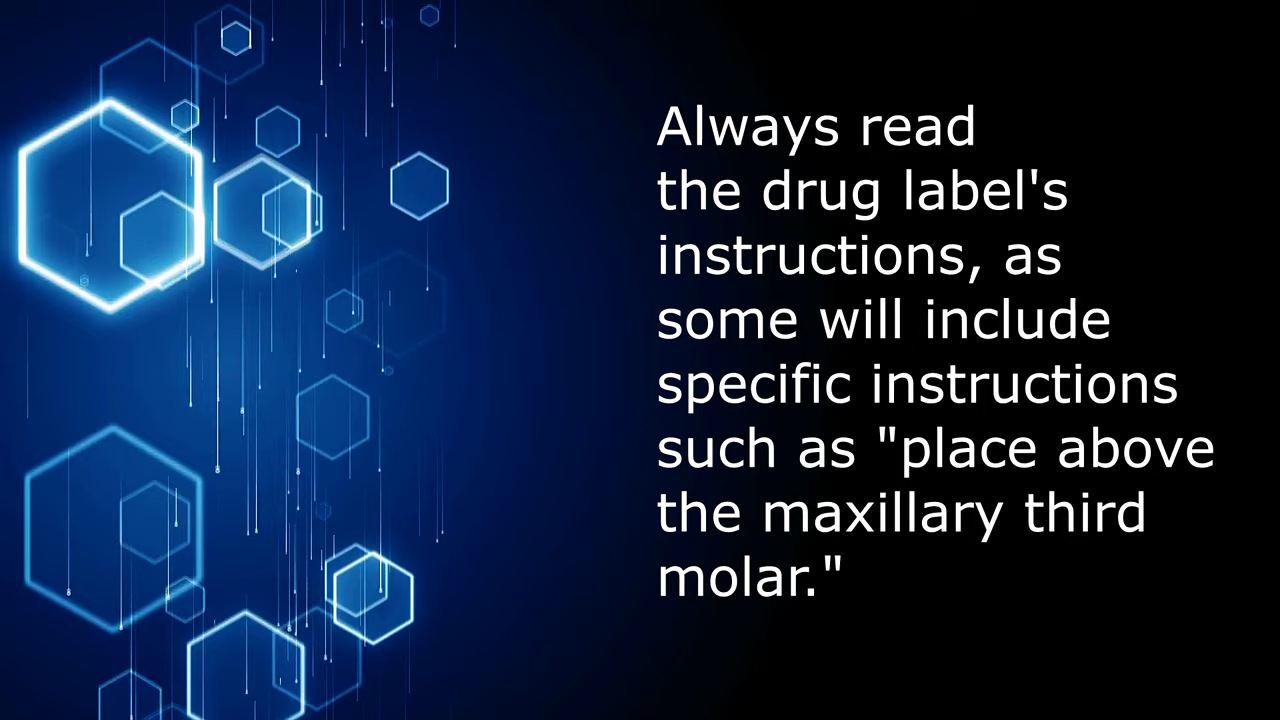 Always read
the drug label's
instructions, as
some will include
specific instructions
such as "place above
the maxillary third
molar."